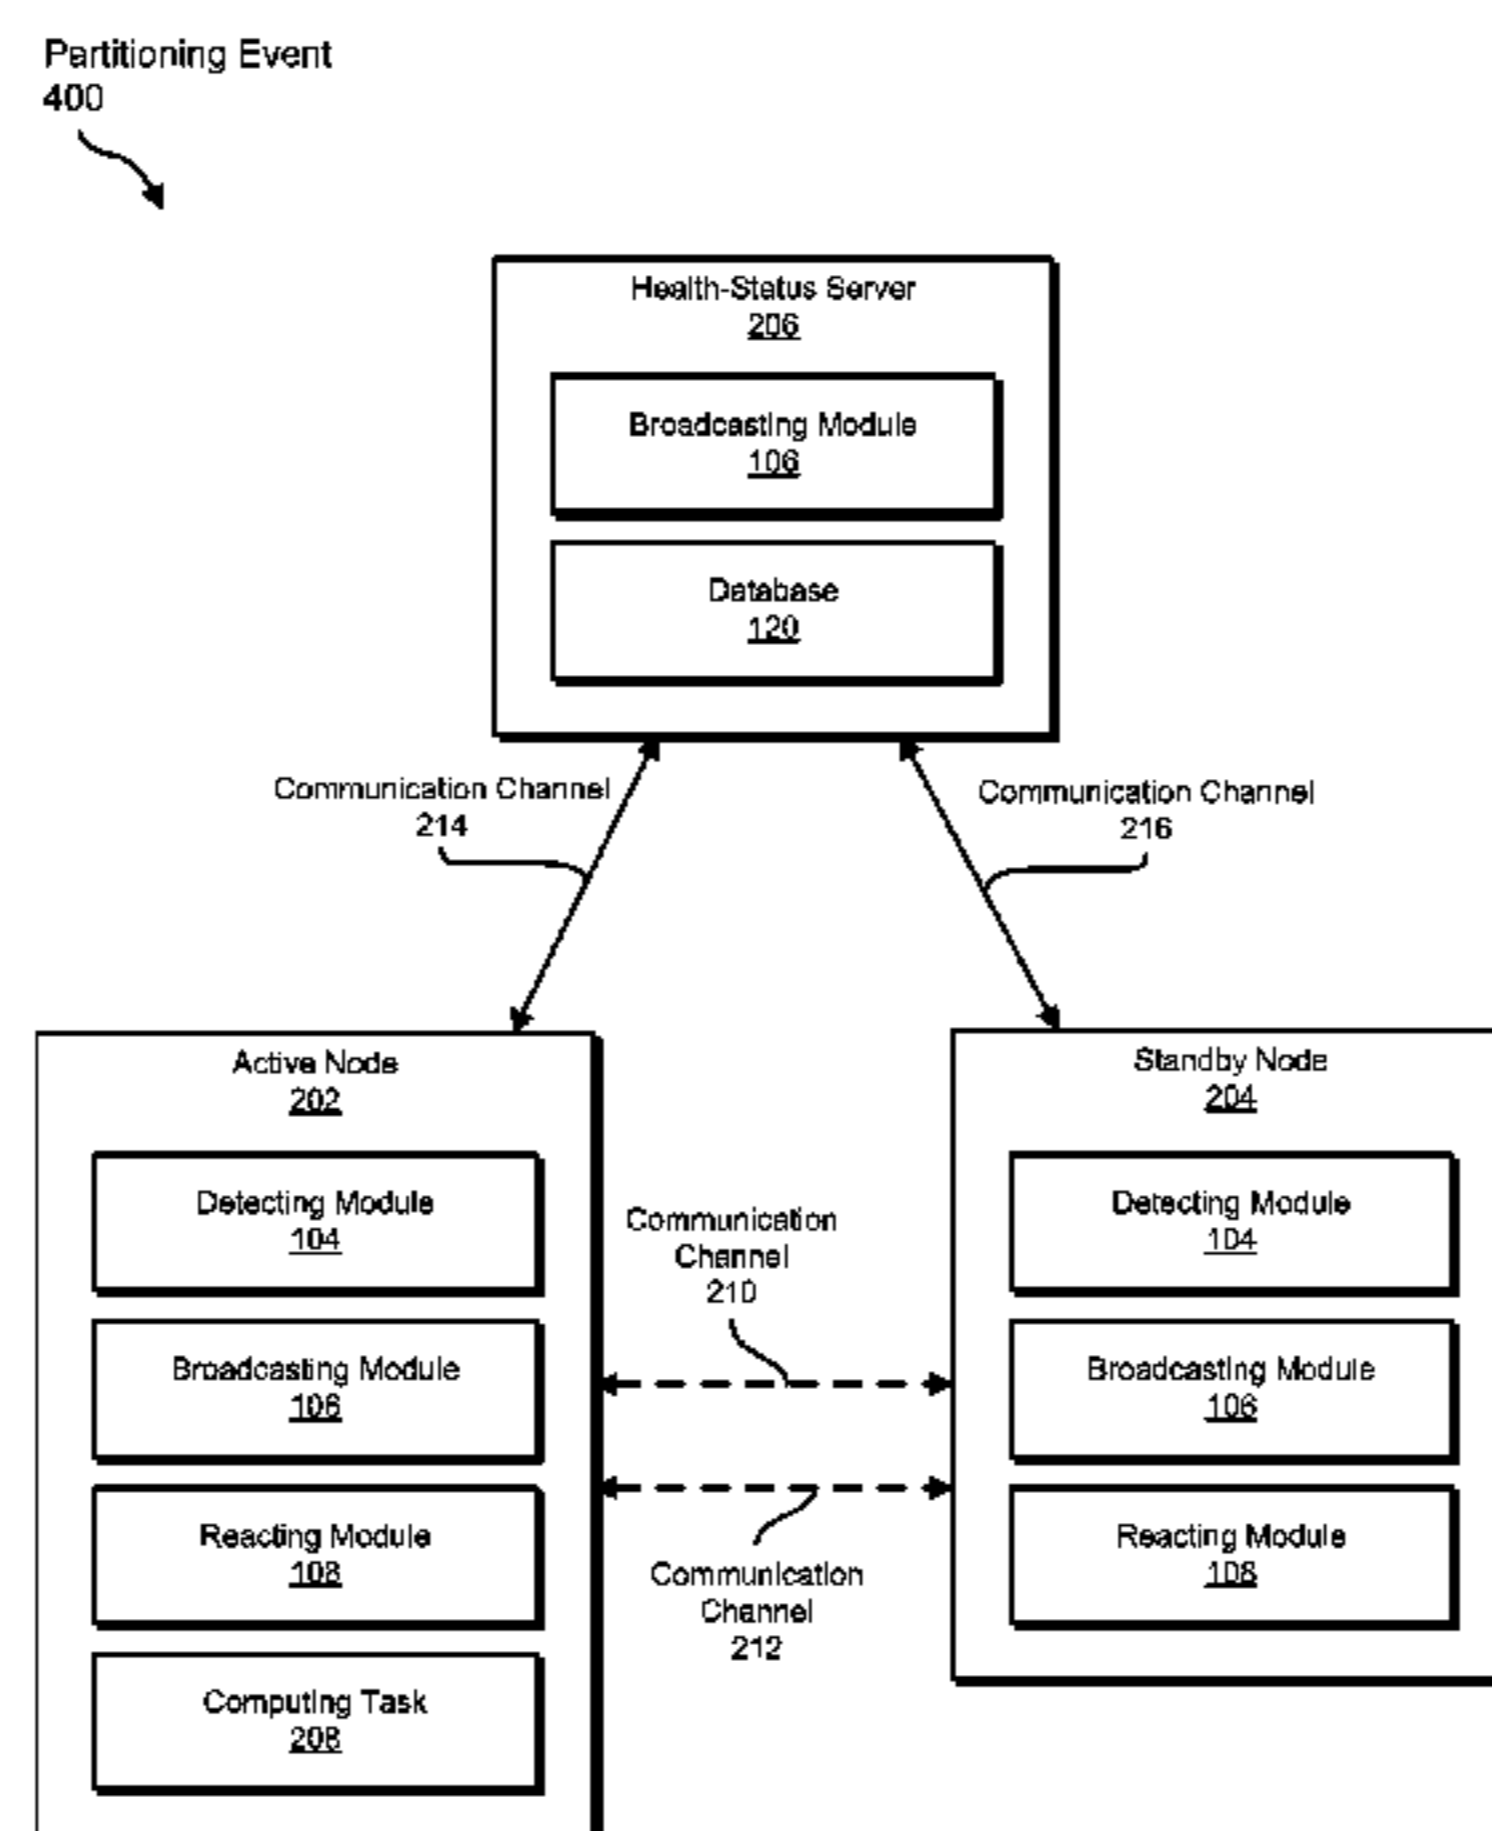 Partitioning Event
400
Health-Status Server
206
Broadcasting Module
106
Database
120
Communication Channel
214
Communication Channel
216
Active Node
202
Detecting Module
104
Broadcasting Module
106
Reacting Module
108
Computing Task
208
Communication
Channel
210
Communication
Channel
212
Standby Node
204
Detecting Module
104
Broadcasting Module
106
Reacting Module
108